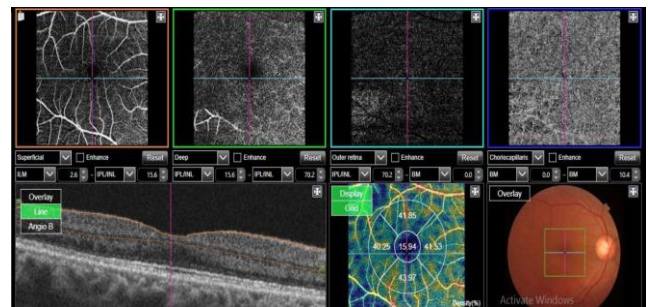 Superficial Enhance Reset
Deep Enhance Reset
Outer retina Enhance Reset
Choriocapillaris Enhance Reset
ILM 2.6 - IPL/INL 15.6
IPL/INL 15.6 - IPL/INL 70.2
IPL/INL 70.2 - BM 0.0
BM 0.0 - BM 10.4
Overlay
Line
Angio B
Display
Grid
41.85
40.25 15.94 41.53
43.97
Density(%)
Overlay
Activate Windows